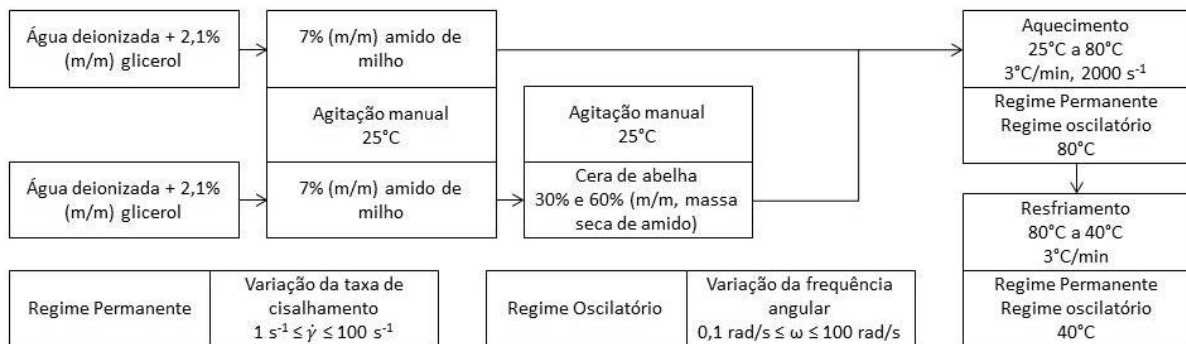 Água deionizada + 2,1%
(m/m) glicerol
7% (m/m) amido de
milho
Agitação manual
25°C
Água deionizada + 2,1%
(m/m) glicerol
7% (m/m) amido de
milho
Agitação manual
25°C
Cera de abelha
30% e 60% (m/m, massa
seca de amido)
Aquecimento
25°C a 80°C
3°C/min, 2000 s⁻¹
Regime Permanente
Regime oscilatório
80°C
Resfriamento
80°C a 40°C
3°C/min
Regime Permanente
Regime oscilatório
40°C
Regime Permanente
Variação da taxa de
cisalhamento
1 s⁻¹ ≤ γ̇ ≤ 100 s⁻¹
Regime Oscilatório
Variação da frequência
angular
0,1 rad/s ≤ ω ≤ 100 rad/s